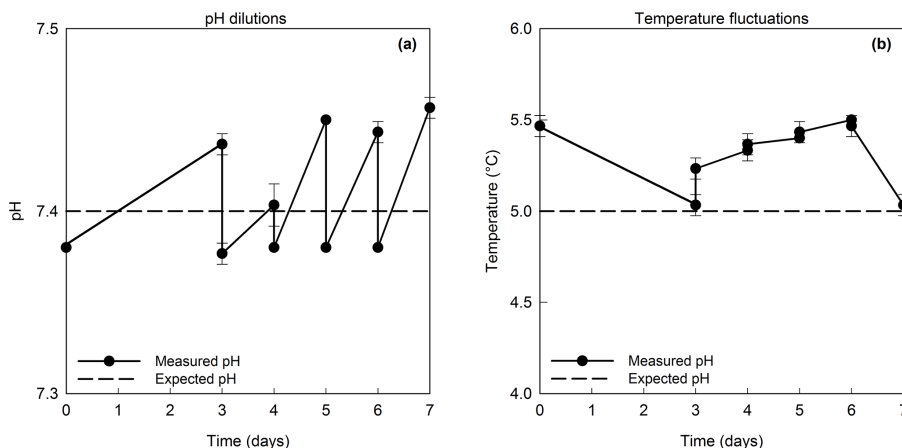 pH dilutions
7.5
(a)
7.4
7.3
pH
Measured pH
Expected pH
0 1 2 3 4 5 6 7
Time (days)
Temperature fluctuations
6.0
(b)
5.5
5.0
4.5
4.0
Temperature (°C)
Measured pH
Expected pH
0 1 2 3 4 5 6 7
Time (days)